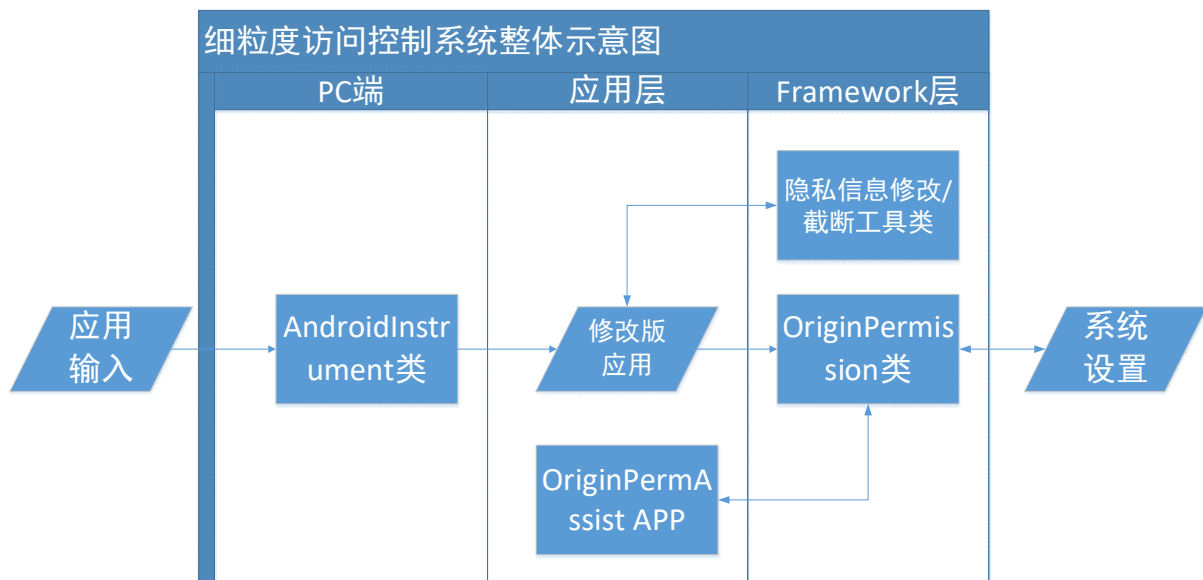 细粒度访问控制系统整体示意图
PC端
应用层
Framework层
隐私信息修改/
截断工具类
应用
输入
AndroidInstr
ument类
修改版
应用
OriginPermis
sion类
系统
设置
OriginPermA
ssist APP